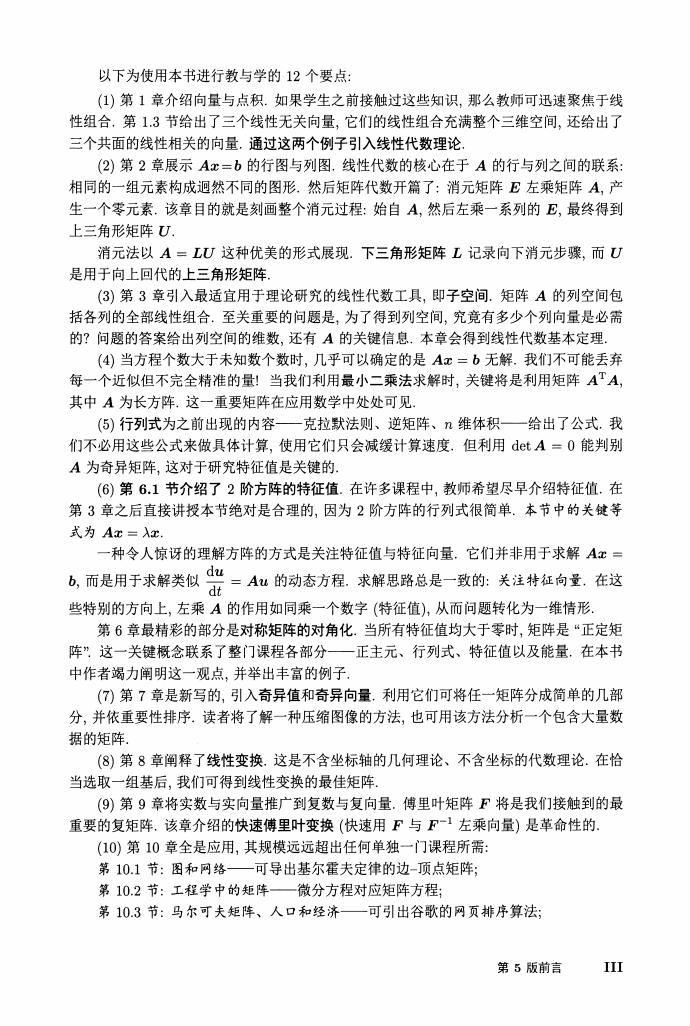 以下为使用本书进行教与学的 12 个要点:
(1) 第 1 章介绍向量与点积. 如果学生之前接触过这些知识, 那么教师可迅速聚焦于线
性组合. 第 1.3 节给出了三个线性无关向量, 它们的线性组合充满整个三维空间, 还给出了
三个共面的线性相关的向量. 通过这两个例子引入线性代数理论.
(2) 第 2 章展示 Ax=b 的行图与列图. 线性代数的核心在于 A 的行与列之间的联系:
相同的一组元素构成迥然不同的图形. 然后矩阵代数开篇了: 消元矩阵 E 左乘矩阵 A, 产
生一个零元素. 该章目的就是刻画整个消元过程: 始自 A, 然后左乘一系列的 E, 最终得到
上三角形矩阵 U.
消元法以 A = LU 这种优美的形式展现. 下三角形矩阵 L 记录向下消元步骤, 而 U
是用于向上回代的上三角形矩阵.
(3) 第 3 章引入最适宜用于理论研究的线性代数工具, 即子空间. 矩阵 A 的列空间包
括各列的全部线性组合. 至关重要的问题是, 为了得到列空间, 究竟有多少个列向量是必需
的? 问题的答案给出列空间的维数, 还有 A 的关键信息. 本章会得到线性代数基本定理.
(4) 当方程个数大于未知数个数时, 几乎可以确定的是 Ax = b 无解. 我们不可能丢弃
每一个近似但不完全精准的量! 当我们利用最小二乘法求解时, 关键将是利用矩阵 AᵀA,
其中 A 为长方阵. 这一重要矩阵在应用数学中处处可见.
(5) 行列式为之前出现的内容——克拉默法则、逆矩阵、n 维体积——给出了公式. 我
们不必用这些公式来做具体计算, 使用它们只会减缓计算速度. 但利用 det A = 0 能判别
A 为奇异矩阵, 这对于研究特征值是关键的.
(6) 第 6.1 节介绍了 2 阶方阵的特征值. 在许多课程中, 教师希望尽早介绍特征值. 在
第 3 章之后直接讲授本节绝对是合理的, 因为 2 阶方阵的行列式很简单. 本节中的关键等
式为 Ax = λx.
一种令人惊讶的理解方阵的方式是关注特征值与特征向量. 它们并非用于求解 Ax =
b, 而是用于求解类似 du/dt = Au 的动态方程. 求解思路总是一致的: 关注特征向量. 在这
些特别的方向上, 左乘 A 的作用如同乘一个数字 (特征值), 从而问题转化为一维情形.
第 6 章最精彩的部分是对称矩阵的对角化. 当所有特征值均大于零时, 矩阵是 “正定矩
阵”. 这一关键概念联系了整门课程各部分——正主元、行列式、特征值以及能量. 在本书
中作者竭力阐明这一观点, 并举出丰富的例子.
(7) 第 7 章是新写的, 引入奇异值和奇异向量. 利用它们可将任一矩阵分成简单的几部
分, 并依重要性排序. 读者将了解一种压缩图像的方法, 也可用该方法分析一个包含大量数
据的矩阵.
(8) 第 8 章阐释了线性变换. 这是不含坐标轴的几何理论、不含坐标的代数理论. 在恰
当选取一组基后, 我们可得到线性变换的最佳矩阵.
(9) 第 9 章将实数与实向量推广到复数与复向量. 傅里叶矩阵 F 将是我们接触到的最
重要的复矩阵. 该章介绍的快速傅里叶变换 (快速用 F 与 F⁻¹ 左乘向量) 是革命性的.
(10) 第 10 章全是应用, 其规模远远超出任何单独一门课程所需:
第 10.1 节: 图和网络——可导出基尔霍夫定律的边–顶点矩阵;
第 10.2 节: 工程学中的矩阵——微分方程对应矩阵方程;
第 10.3 节: 马尔可夫矩阵、人口和经济——可引出谷歌的网页排序算法;
第 5 版前言 III